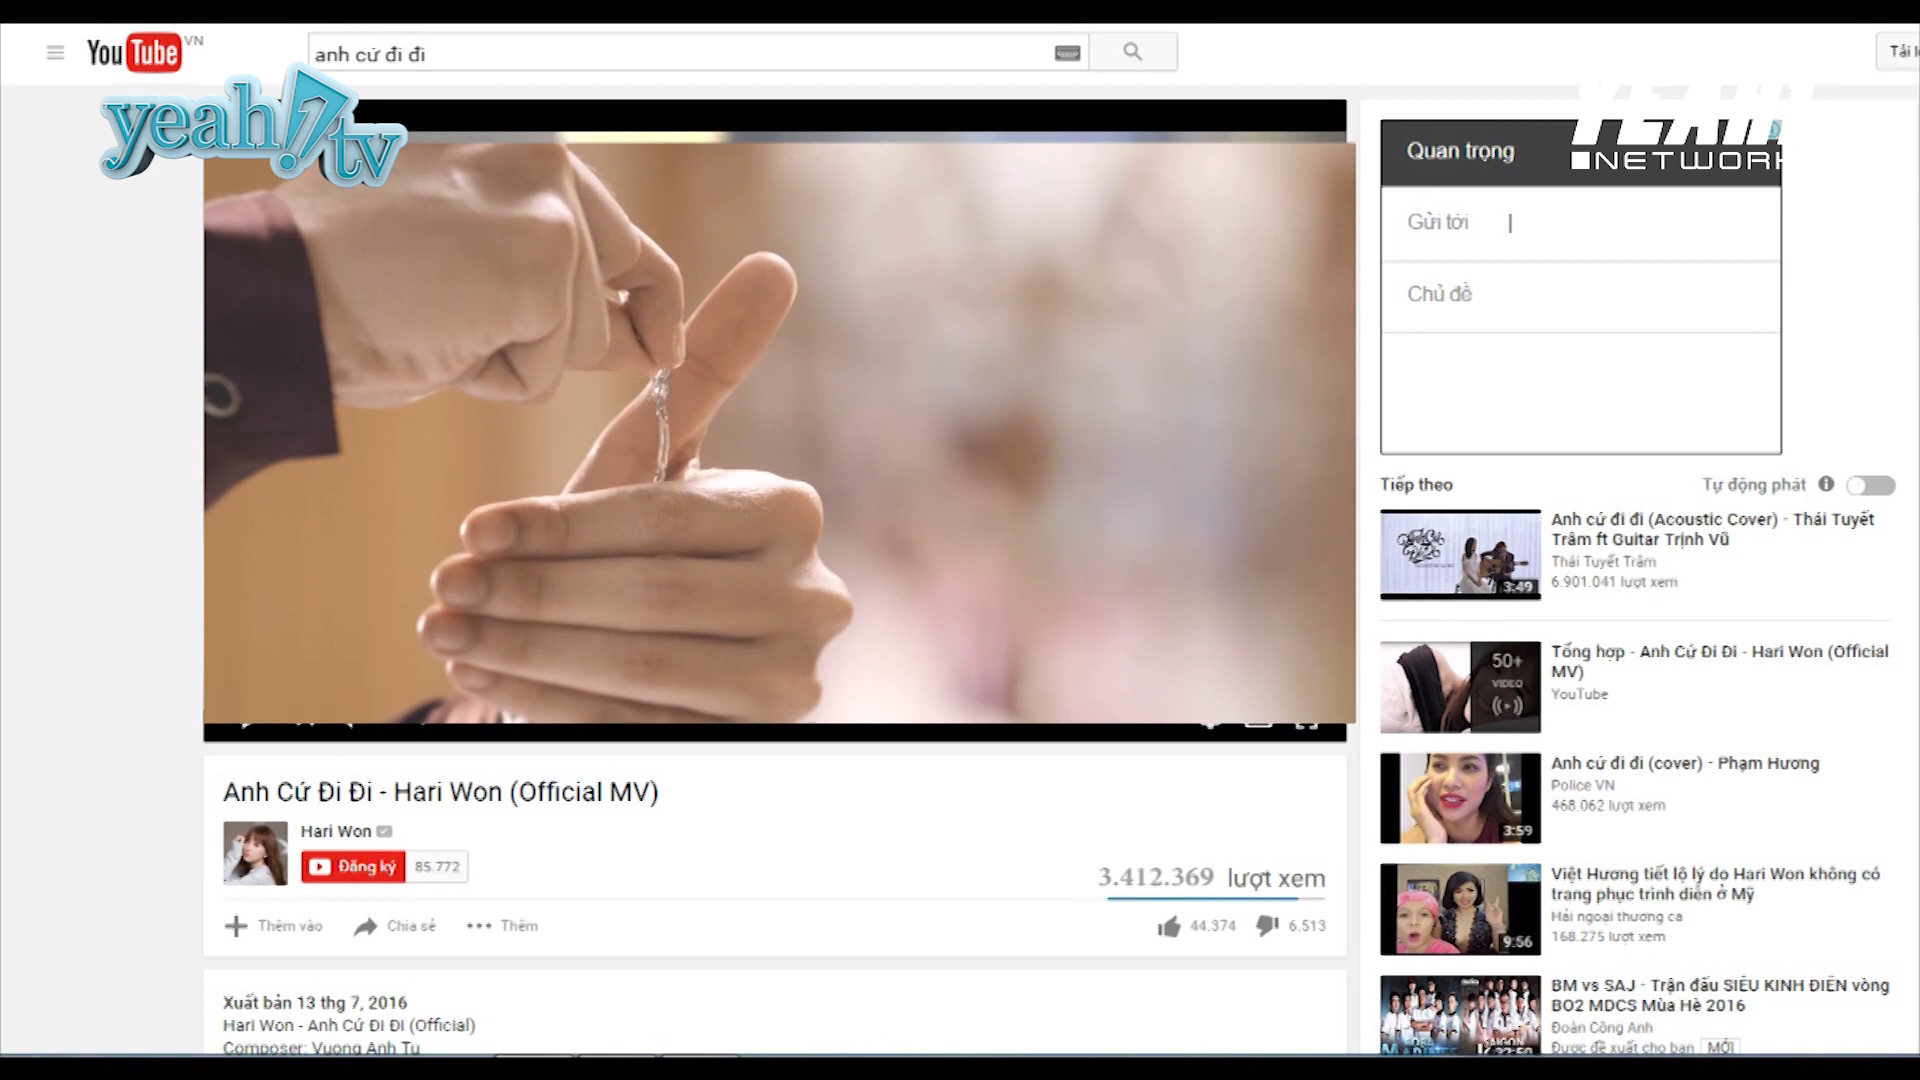 YouTube VN
anh cứ đi đi
Tải l
yeah!1 tv
YEAH1
NETWORK
Quan trọng
Gửi tới
Chủ đề
Tiếp theo
Tự động phát
Anh cứ đi đi (Acoustic Cover) - Thái Tuyết
Trâm ft Guitar Trịnh Vũ
Thái Tuyết Trâm
6.901.041 lượt xem
3:49
Tổng hợp - Anh Cứ Đi Đi - Hari Won (Official
MV)
YouTube
50+
VIDEO
Anh cứ đi đi (cover) - Phạm Hương
Police VN
468.062 lượt xem
3:59
Việt Hương tiết lộ lý do Hari Won không có
trang phục trình diễn ở Mỹ
Hải ngoại thương ca
168.275 lượt xem
9:56
BM vs SAJ - Trận đấu SIÊU KINH ĐIỂN vòng
BO2 MDCS Mùa Hè 2016
Đoàn Công Anh
Được đề xuất cho bạn MỚI
Anh Cứ Đi Đi - Hari Won (Official MV)
Hari Won
Đăng ký 85.772
3.412.369 lượt xem
Thêm vào Chia sẻ Thêm
44.374 6.513
Xuất bản 13 thg 7, 2016
Hari Won - Anh Cứ Đi Đi (Official)
Composer: Vuong Anh Tu